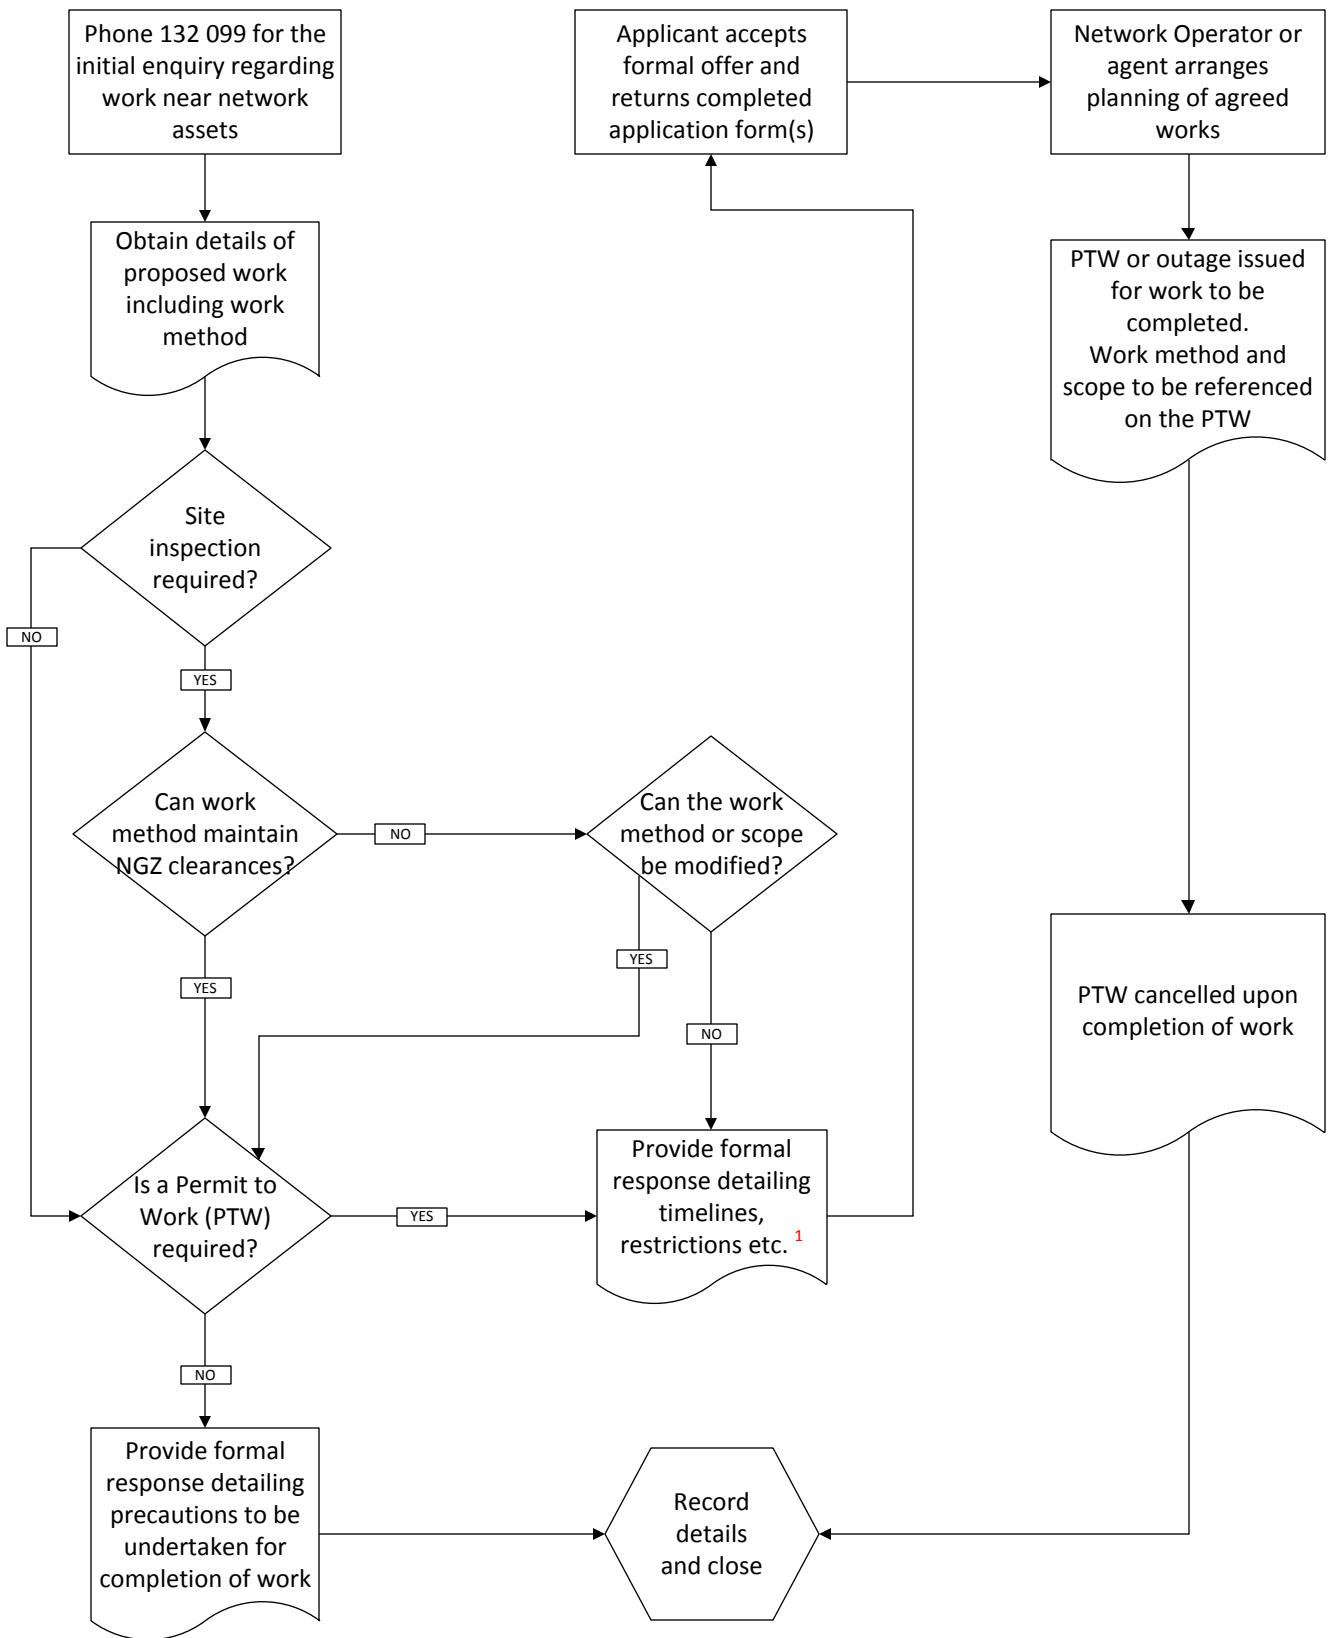 Phone 132 099 for the
initial enquiry regarding
work near network
assets
Obtain details of
proposed work
including work
method
Site
inspection
required?
NO
YES
Can work
method maintain
NGZ clearances?
NO
Can the work
method or scope
be modified?
YES
YES
NO
Is a Permit to
Work (PTW)
required?
YES
Provide formal
response detailing
timelines,
restrictions etc. 1
NO
Provide formal
response detailing
precautions to be
undertaken for
completion of work
Applicant accepts
formal offer and
returns completed
application form(s)
Network Operator or
agent arranges
planning of agreed
works
PTW or outage issued
for work to be
completed.
Work method and
scope to be referenced
on the PTW
PTW cancelled upon
completion of work
Record
details
and close